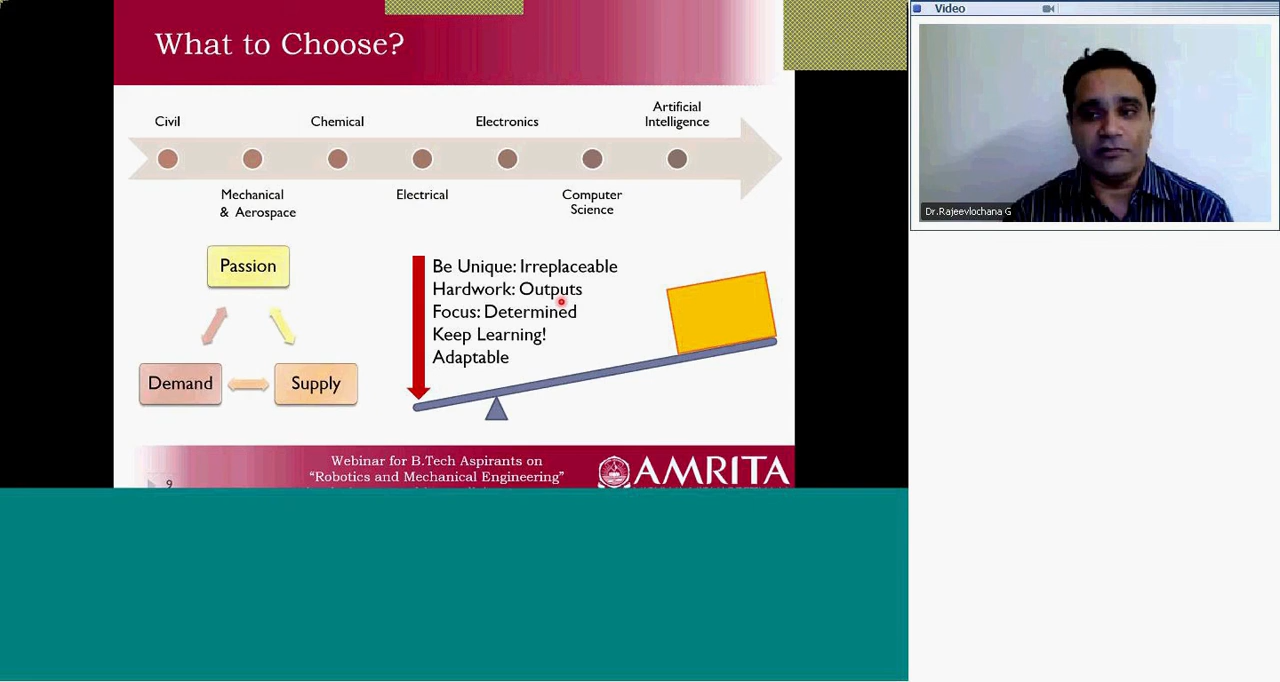 What to Choose?
Video
Artificial
Intelligence
Civil
Chemical
Electronics
Mechanical
& Aerospace
Electrical
Computer
Science
Dr.Rajeevlochana G
Passion
Demand
Supply
Be Unique: Irreplaceable
Hardwork: Outputs
Focus: Determined
Keep Learning!
Adaptable
Webinar for B.Tech Aspirants on
“Robotics and Mechanical Engineering”
9
AMRITA